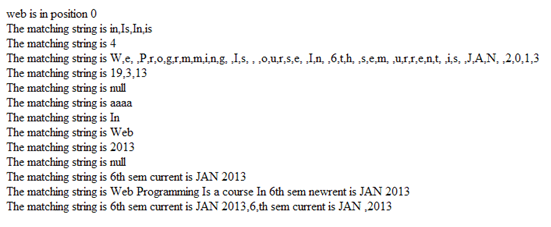 web is in position 0
The matching string is in,Is,In,is
The matching string is 4
The matching string is W,e, ,P,r,o,g,r,m,m,i,n,g, ,I,s, , ,o,u,r,s,e, ,I,n, ,6,t,h, ,s,e,m, ,u,r,r,e,n,t, ,i,s, ,J,A,N, ,2,0,1,3
The matching string is 19,3,13
The matching string is null
The matching string is aaaa
The matching string is In
The matching string is Web
The matching string is 2013
The matching string is null
The matching string is 6th sem current is JAN 2013
The matching string is Web Programming Is a course In 6th sem newrent is JAN 2013
The matching string is 6th sem current is JAN 2013,6,th sem current is JAN ,2013